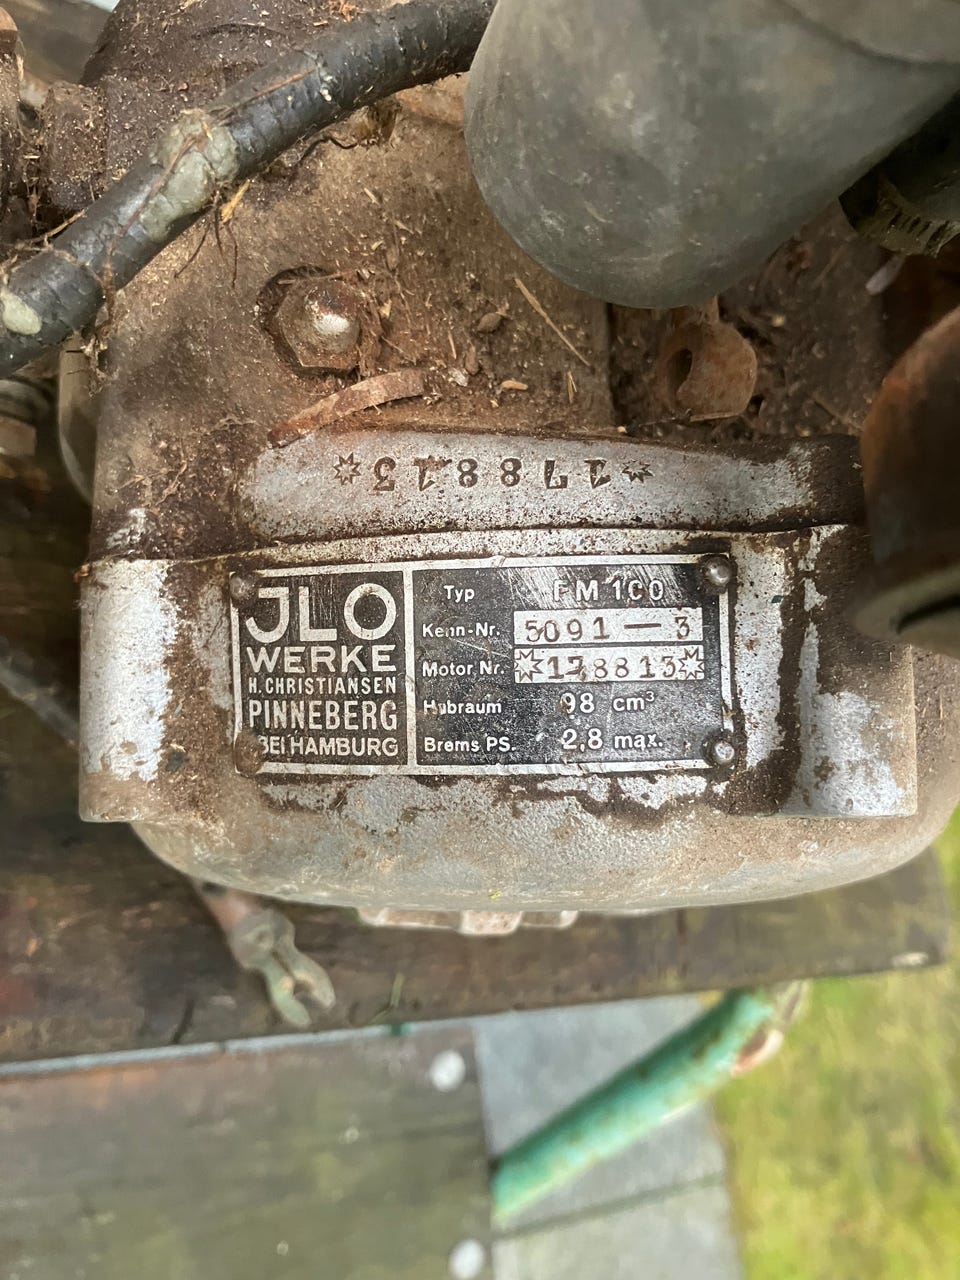 *178813*
JLO
WERKE
H. CHRISTIANSEN
PINNEBERG
BEI HAMBURG
Typ FM 100
Kenn-Nr. 5091 — 3
Motor Nr. *178813*
Hubraum 98 cm³
Brems PS. 2,8 max.